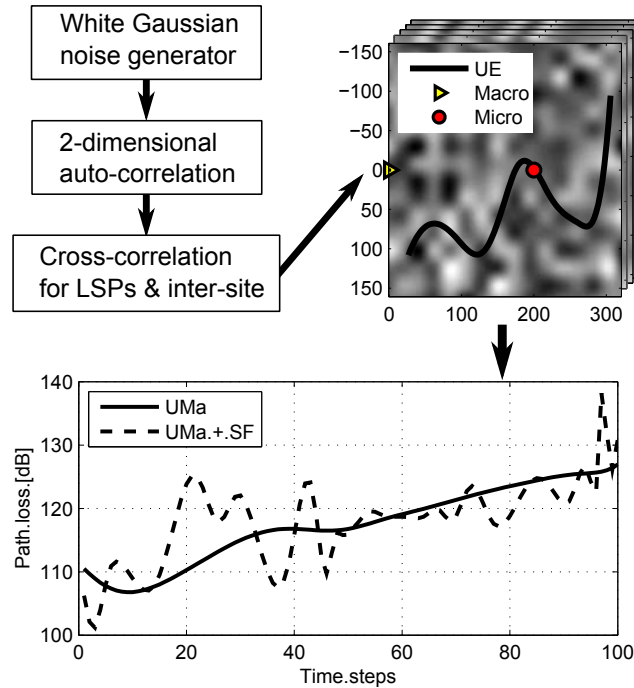 White Gaussian
noise generator
2-dimensional
auto-correlation
Cross-correlation
for LSPs & inter-site
−150
−100
−50
0
50
100
150
0
100
200
300
UE
Macro
Micro
Path.loss.[dB]
140
130
120
110
100
UMa
UMa.+.SF
0
20
40
60
80
100
Time.steps